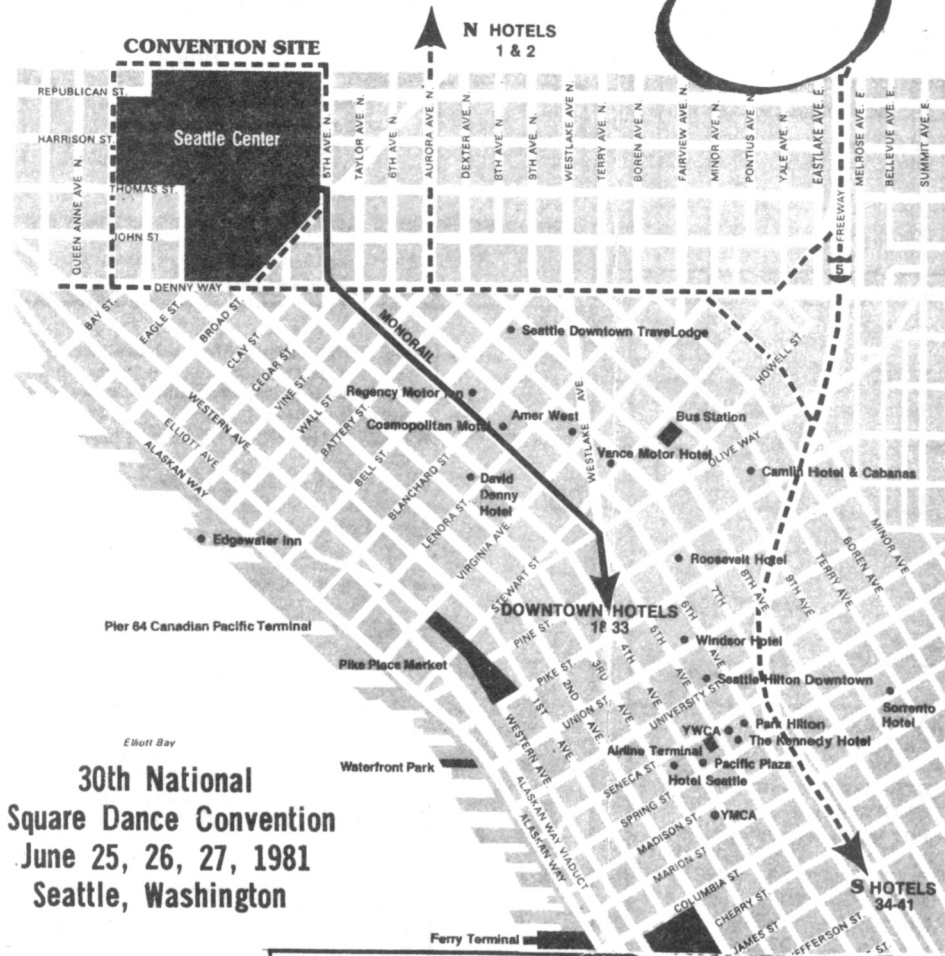 N HOTELS
1 & 2
CONVENTION SITE
REPUBLICAN ST.
HARRISON ST.
Seattle Center
QUEEN ANNE AVE N.
THOMAS ST.
JOHN ST
DENNY WAY
5TH AVE. N.
TAYLOR AVE. N.
6TH AVE. N.
AURORA AVE. N.
DEXTER AVE. N.
8TH AVE. N.
9TH AVE. N.
WESTLAKE AVE N.
TERRY AVE. N.
BOREN AVE. N.
FAIRVIEW AVE. N.
MINOR AVE. N.
PONTIUS AVE. N.
YALE AVE. N.
EASTLAKE AVE. E.
FREEWAY
5
MELROSE AVE. E
BELLEVUE AVE. E.
SUMMIT AVE. E.
BAY ST.
EAGLE ST.
BROAD ST.
CLAY ST.
CEDAR ST.
VINE ST.
WALL ST.
BATTERY ST.
BELL ST.
BLANCHARD ST.
LENORA ST.
VIRGINIA AVE.
STEWART ST.
WESTERN AVE.
ELLIOTT AVE
ALASKAN WAY
MONORAIL
Seattle Downtown TraveLodge
HOWELL ST.
Regency Motor Inn
Cosmopolitan Motel
Amer West
WESTLAKE AVE.
Bus Station
Vance Motor Hotel
OLIVE WAY
Camlin Hotel & Cabanas
David
Denny
Hotel
Edgewater Inn
Roosevelt Hotel
MINOR AVE
BOREN AVE.
TERRY AVE.
9TH AVE.
8TH AVE.
7TH AVE.
6TH AVE.
5TH AVE.
4TH AVE.
3RD AVE.
2ND AVE.
1ST AVE.
DOWNTOWN HOTELS
18 33
Pier 64 Canadian Pacific Terminal
PINE ST.
Pike Place Market
PIKE ST.
UNION ST.
UNIVERSITY ST.
Windsor Hotel
Seattle Hilton Downtown
Sorrento
Hotel
YWCA
Park Hilton
The Kennedy Hotel
Airline Terminal
Pacific Plaza
Hotel Seattle
WESTERN AVE.
ALASKAN WAY VIADUCT
ALASKAN WAY
Waterfront Park
SENECA ST.
SPRING ST.
MADISON ST.
YMCA
MARION ST
COLUMBIA ST.
CHERRY ST.
JAMES ST
JEFFERSON ST.
ST.
S HOTELS
34-41
Elliott Bay
30th National
Square Dance Convention
June 25, 26, 27, 1981
Seattle, Washington
Ferry Terminal